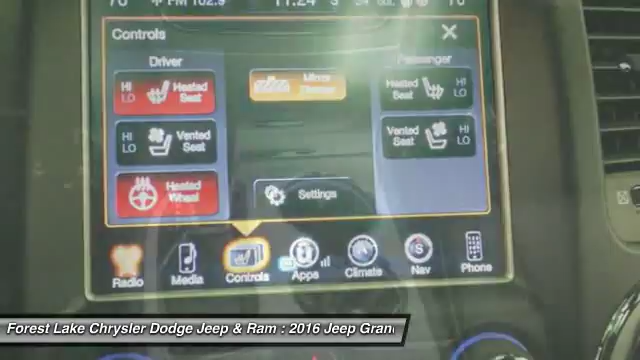 FM 102.9 11:24
Controls X
Driver Passenger
HI LO Heated Seat
Mirror Dimmer
Heated Seat HI LO
HI LO Vented Seat
Vented Seat HI LO
Heated Wheel
Settings
Radio Media Controls Apps Climate Nav Phone
Forest Lake Chrysler Dodge Jeep & Ram : 2016 Jeep Gran